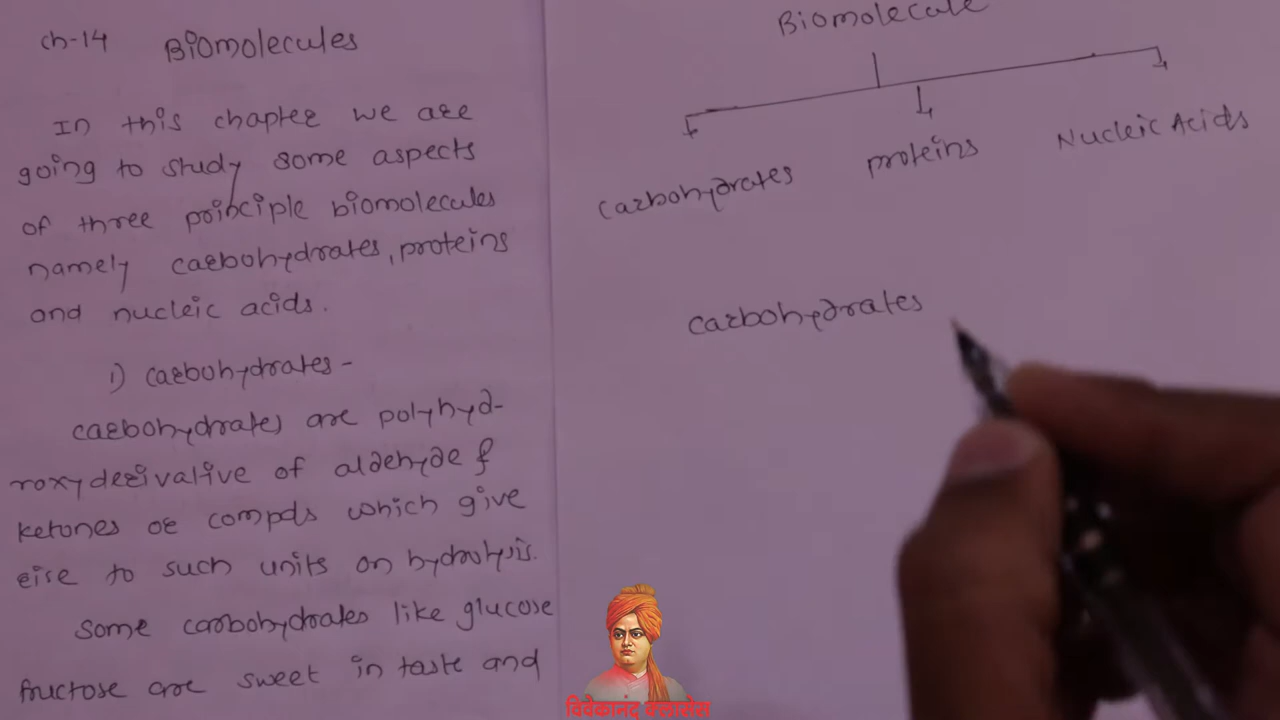 Ch-14 Biomolecules
In this chapter we are
going to study some aspects
of three principle biomolecules
namely carbohydrates, proteins
and nucleic acids.
1) Carbohydrates -
Carbohydrates are polyhyd-
roxy derivative of aldehyde &
ketones or compds which give
rise to such units on hydrolysis.
Some carbohydrates like glucose
fructose are sweet in taste and
Biomolecule
Carbohydrates proteins Nucleic Acids
Carbohydrates
विवेकानंद क्लासेस